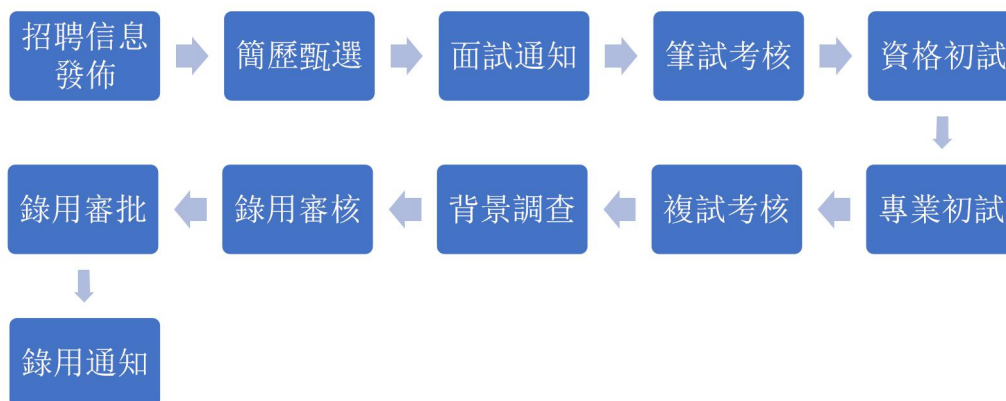 招聘信息
發佈
簡歷甄選
面試通知
筆試考核
資格初試
專業初試
複試考核
背景調查
錄用審核
錄用審批
錄用通知